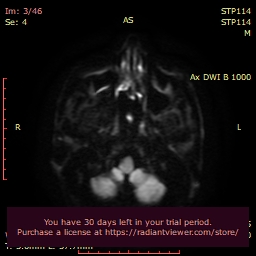 Im: 3/46
STP114
Se: 4
AS
STP114
M
Ax DWI B 1000
R
L
You have 30 days left in your trial period.
Purchase a license at https://radiantviewer.com/store/